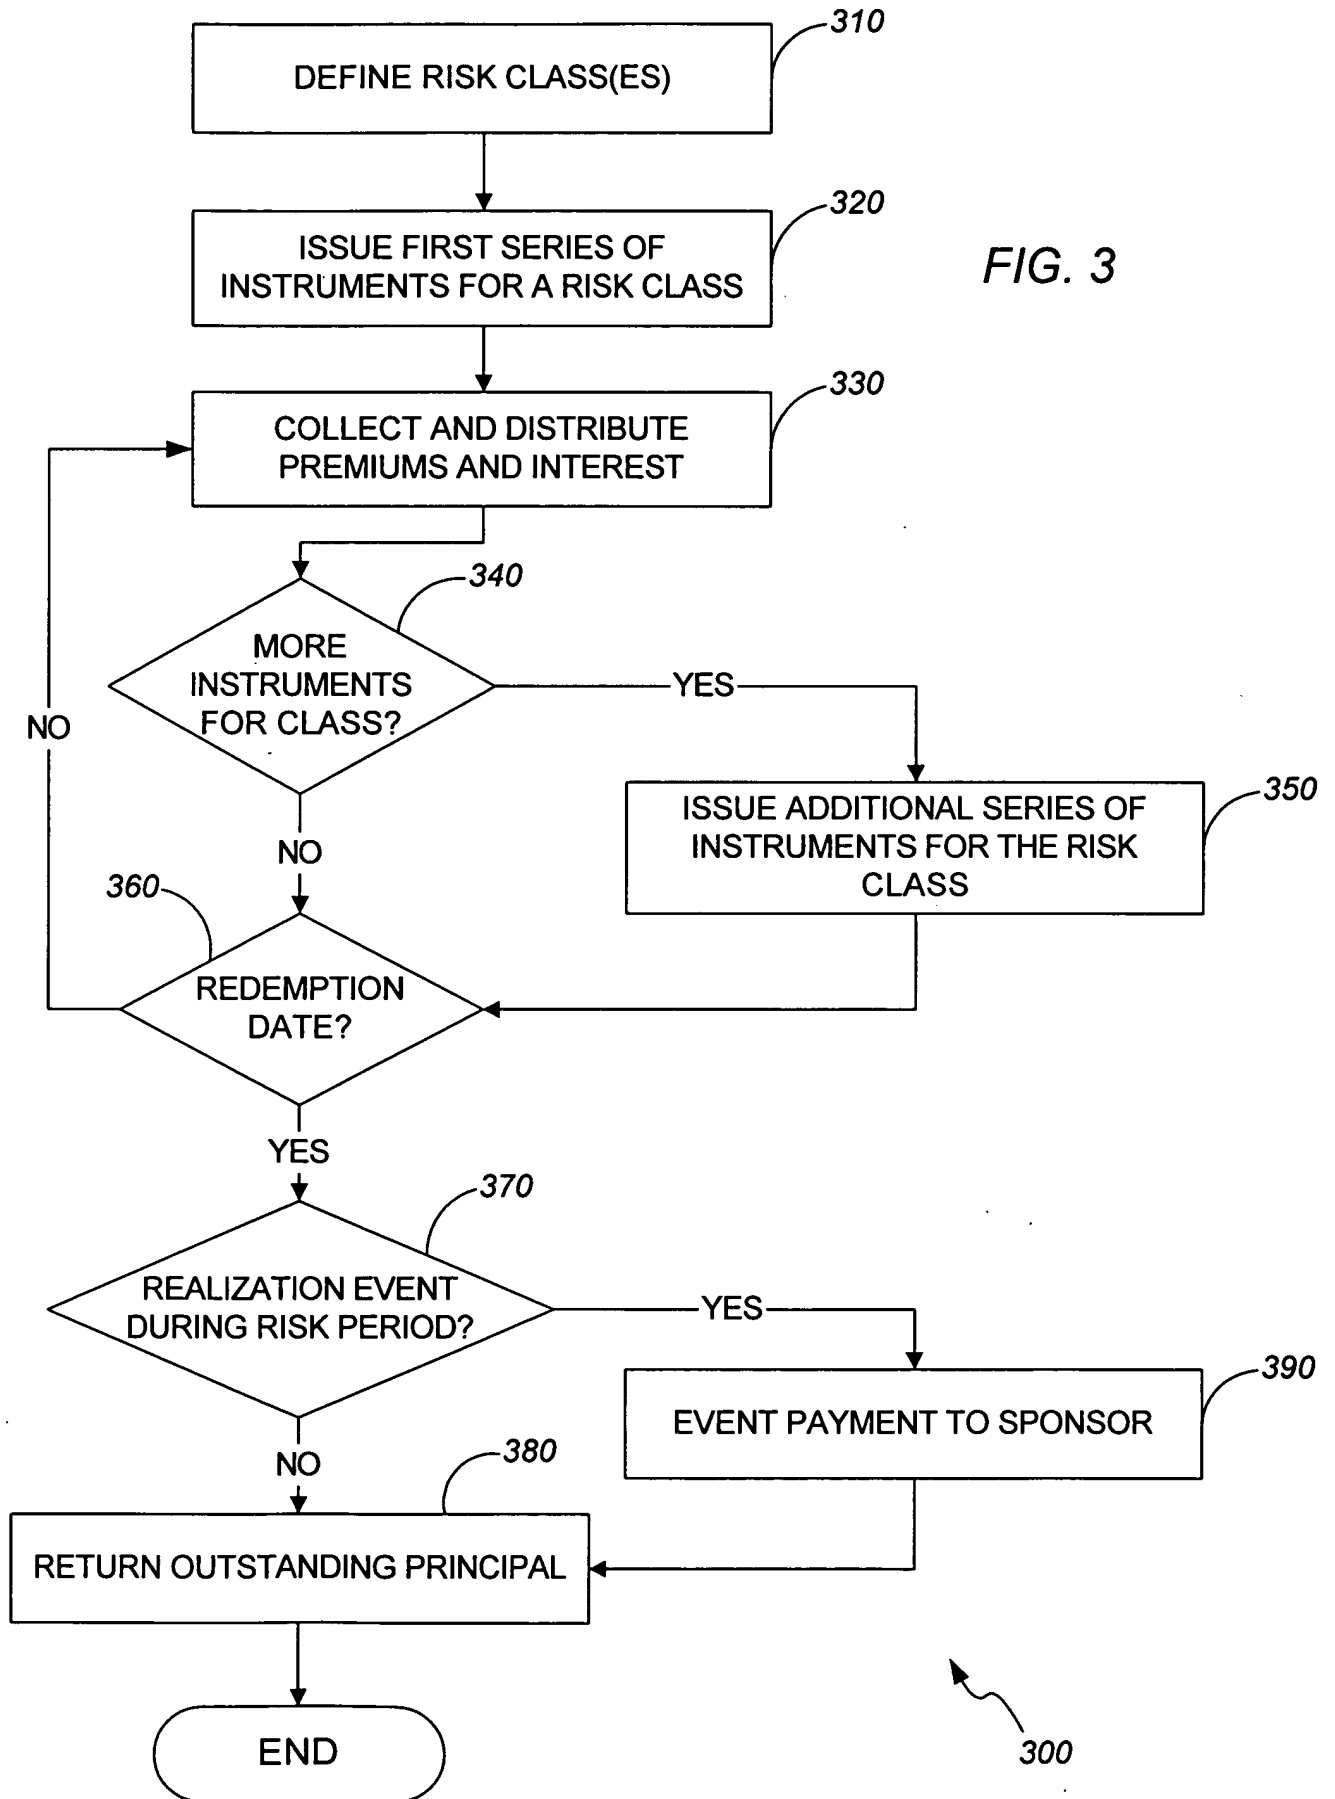 310
DEFINE RISK CLASS(ES)
320
ISSUE FIRST SERIES OF
INSTRUMENTS FOR A RISK CLASS
FIG. 3
330
COLLECT AND DISTRIBUTE
PREMIUMS AND INTEREST
340
MORE
INSTRUMENTS
FOR CLASS?
YES
NO
350
ISSUE ADDITIONAL SERIES OF
INSTRUMENTS FOR THE RISK
CLASS
NO
360
REDEMPTION
DATE?
YES
370
REALIZATION EVENT
DURING RISK PERIOD?
YES
390
EVENT PAYMENT TO SPONSOR
NO
380
RETURN OUTSTANDING PRINCIPAL
END
300